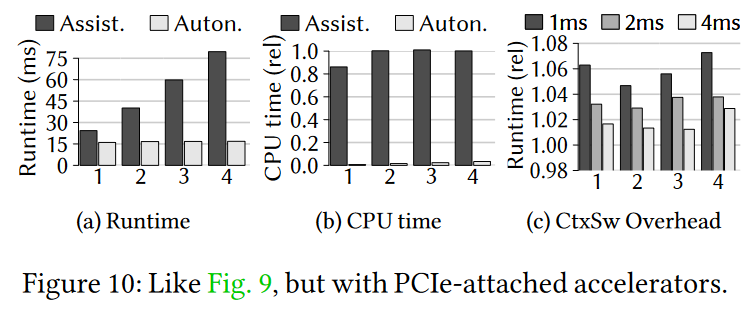 Assist. Auton.
Runtime (ms)
75
60
45
30
15
0
1 2 3 4
(a) Runtime
Assist. Auton.
CPU time (rel)
1.0
0.8
0.6
0.4
0.2
0.0
1 2 3 4
(b) CPU time
1ms 2ms 4ms
Runtime (rel)
1.08
1.06
1.04
1.02
1.00
0.98
1 2 3 4
(c) CtxSw Overhead
Figure 10: Like Fig. 9, but with PCIe-attached accelerators.